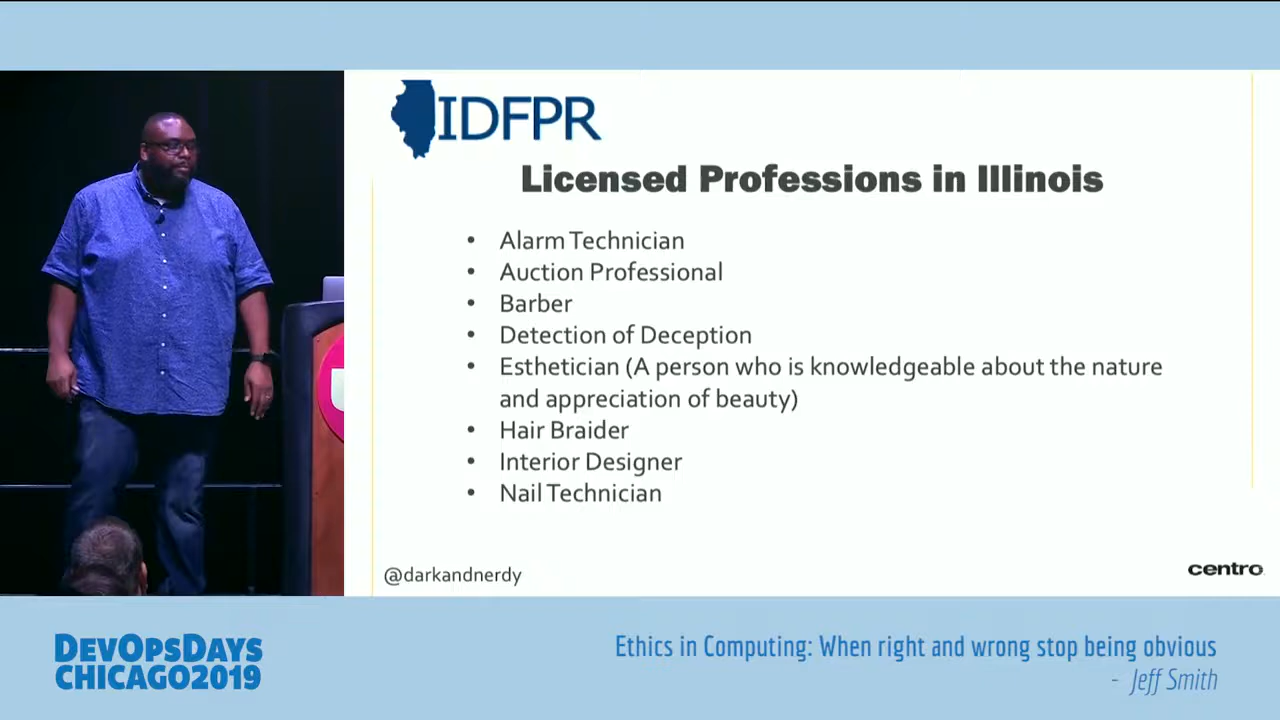 IDFPR
Licensed Professions in Illinois
• Alarm Technician
• Auction Professional
• Barber
• Detection of Deception
• Esthetician (A person who is knowledgeable about the nature
and appreciation of beauty)
• Hair Braider
• Interior Designer
• Nail Technician
@darkandnerdy
centro
DevOpsDays
CHICAGO2019
Ethics in Computing: When right and wrong stop being obvious
- Jeff Smith